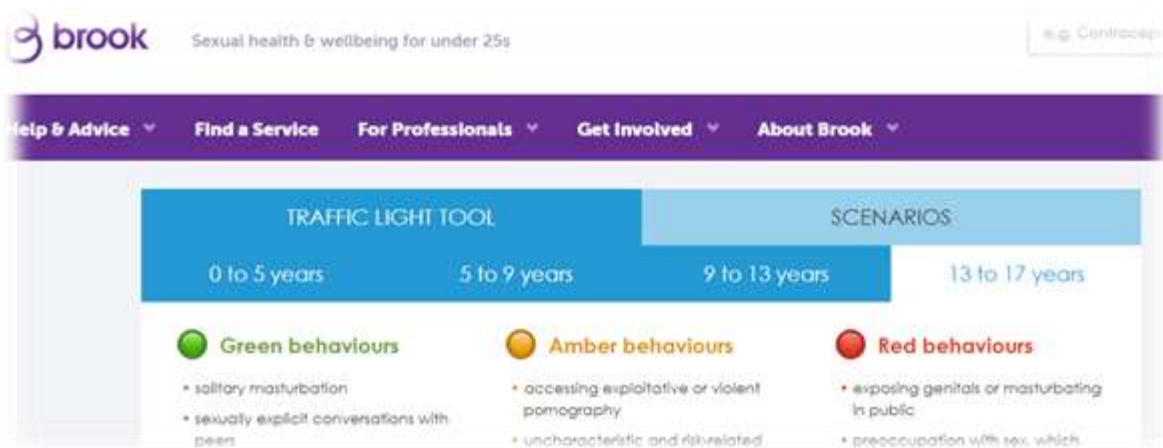 brook Sexual health & wellbeing for under 25s e.g. Contracep
Help & Advice Find a Service For Professionals Get Involved About Brook
TRAFFIC LIGHT TOOL SCENARIOS
0 to 5 years 5 to 9 years 9 to 13 years 13 to 17 years
Green behaviours Amber behaviours Red behaviours
• solitary masturbation • accessing exploitative or violent • exposing genitals or masturbating
pornography in public
• sexually explicit conversations with
peers • uncharacteristic and risk-related • preoccupation with sex, which